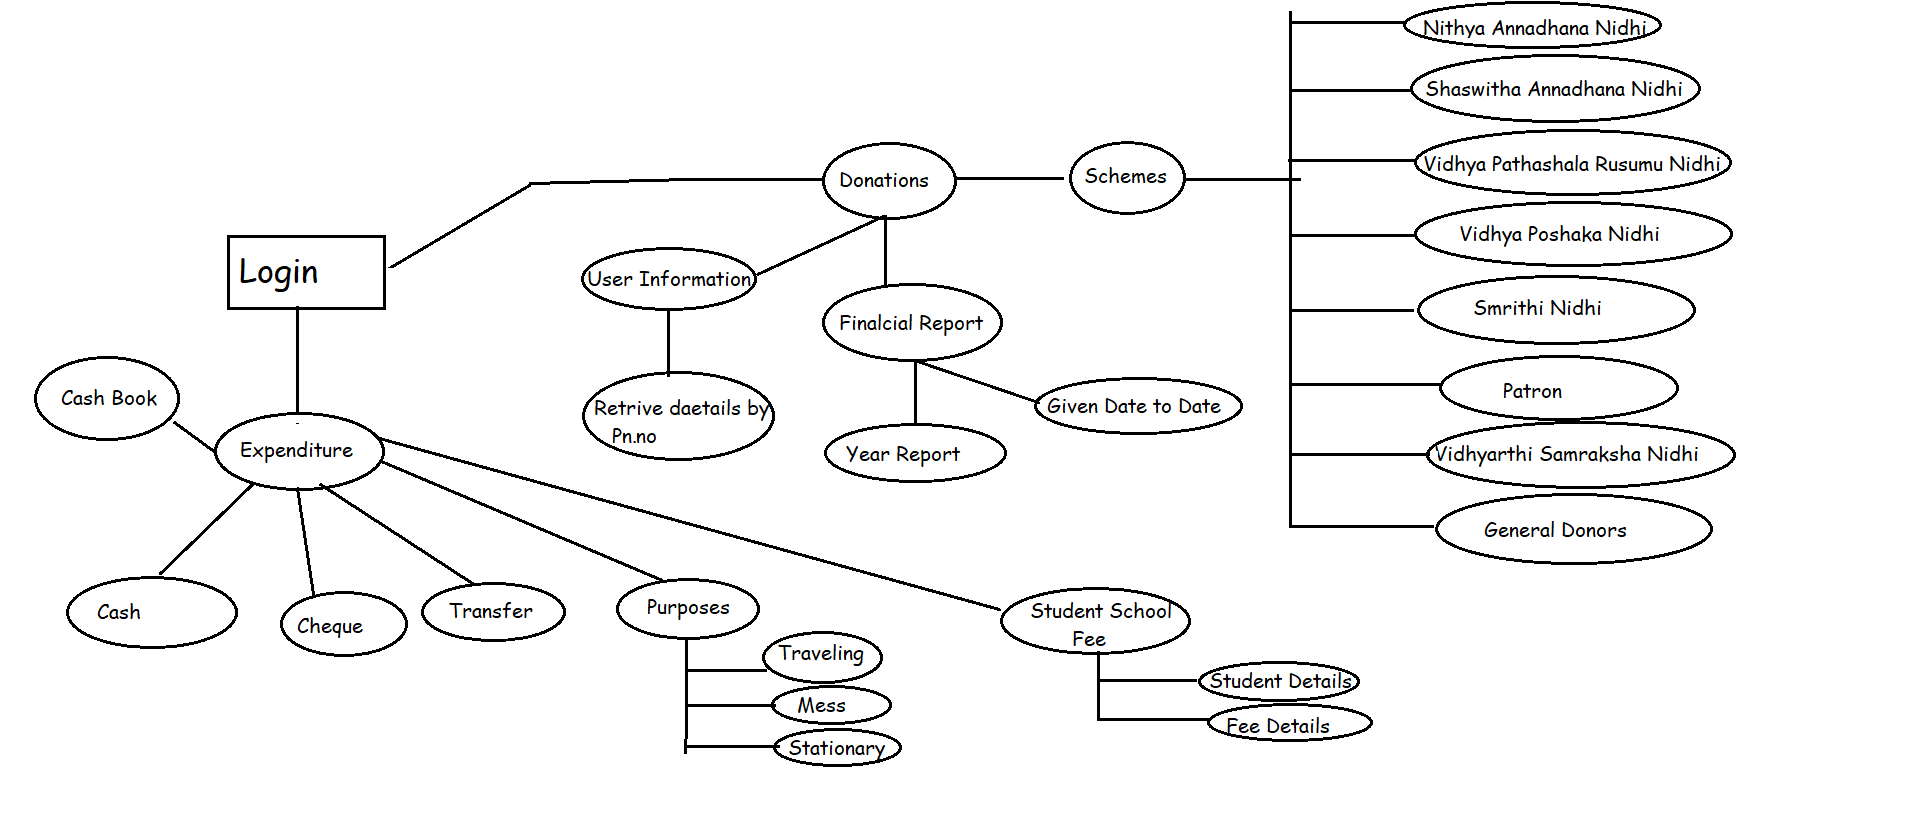 Nithya Annadhana Nidhi
Shaswitha Annadhana Nidhi
Vidhya Pathashala Rusumu Nidhi
Donations
Schemes
Vidhya Poshaka Nidhi
Login
User Information
Smrithi Nidhi
Finalcial Report
Patron
Cash Book
Retrive daetails by
Pn.no
Given Date to Date
Expenditure
Year Report
Vidhyarthi Samraksha Nidhi
General Donors
Cash
Cheque
Transfer
Purposes
Student School
Fee
Traveling
Student Details
Mess
Fee Details
Stationary